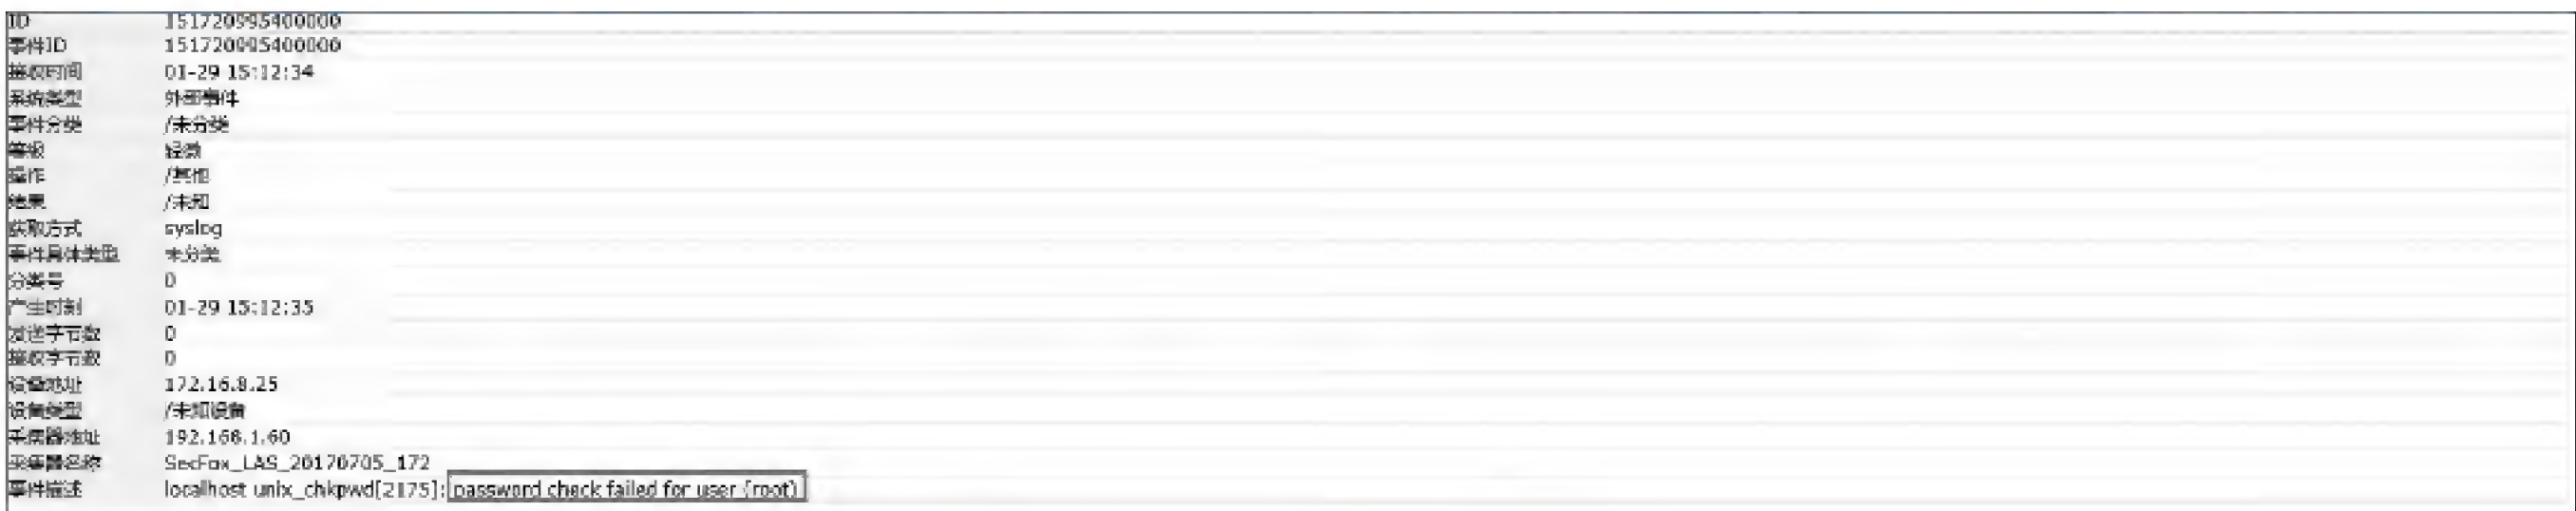 ID 151720995400000
事件ID 151720995400000
接收时间 01-29 15:12:34
系统类型 外部事件
事件分类 /未分类
等级 轻微
操作 /其他
结果 /未知
获取方式 syslog
事件具体类型 未分类
分类号 0
产生时刻 01-29 15:12:35
发送字节数 0
接收字节数 0
设备地址 172.16.8.25
设备类型 /未知设备
采集器地址 192.168.1.60
采集器名称 SecFox_LAS_20170705_172
事件描述 localhost unix_chkpwd[2175]: password check failed for user (root)